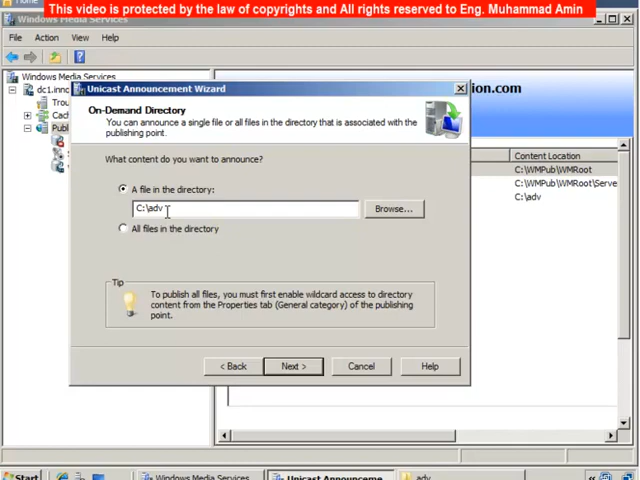 Home
This video is protected by the law of copyrights and All rights reserved to Eng. Muhammad Amin
Windows Media Services
File Action View Help
Windows Media Services
dc1.inno
Trou
Cach
Publ
Unicast Announcement Wizard
On-Demand Directory
You can announce a single file or all files in the directory that is associated with the
publishing point.
ion.com
What content do you want to announce?
A file in the directory:
C:\adv
Browse...
All files in the directory
Tip
To publish all files, you must first enable wildcard access to directory
content from the Properties tab (General category) of the publishing
point.
< Back
Next >
Cancel
Help
Content Location
C:\WMPub\WMRoot
C:\WMPub\WMRoot\Serve
C:\adv
Start
Windows Media Services
Unicast Announceme...
adv